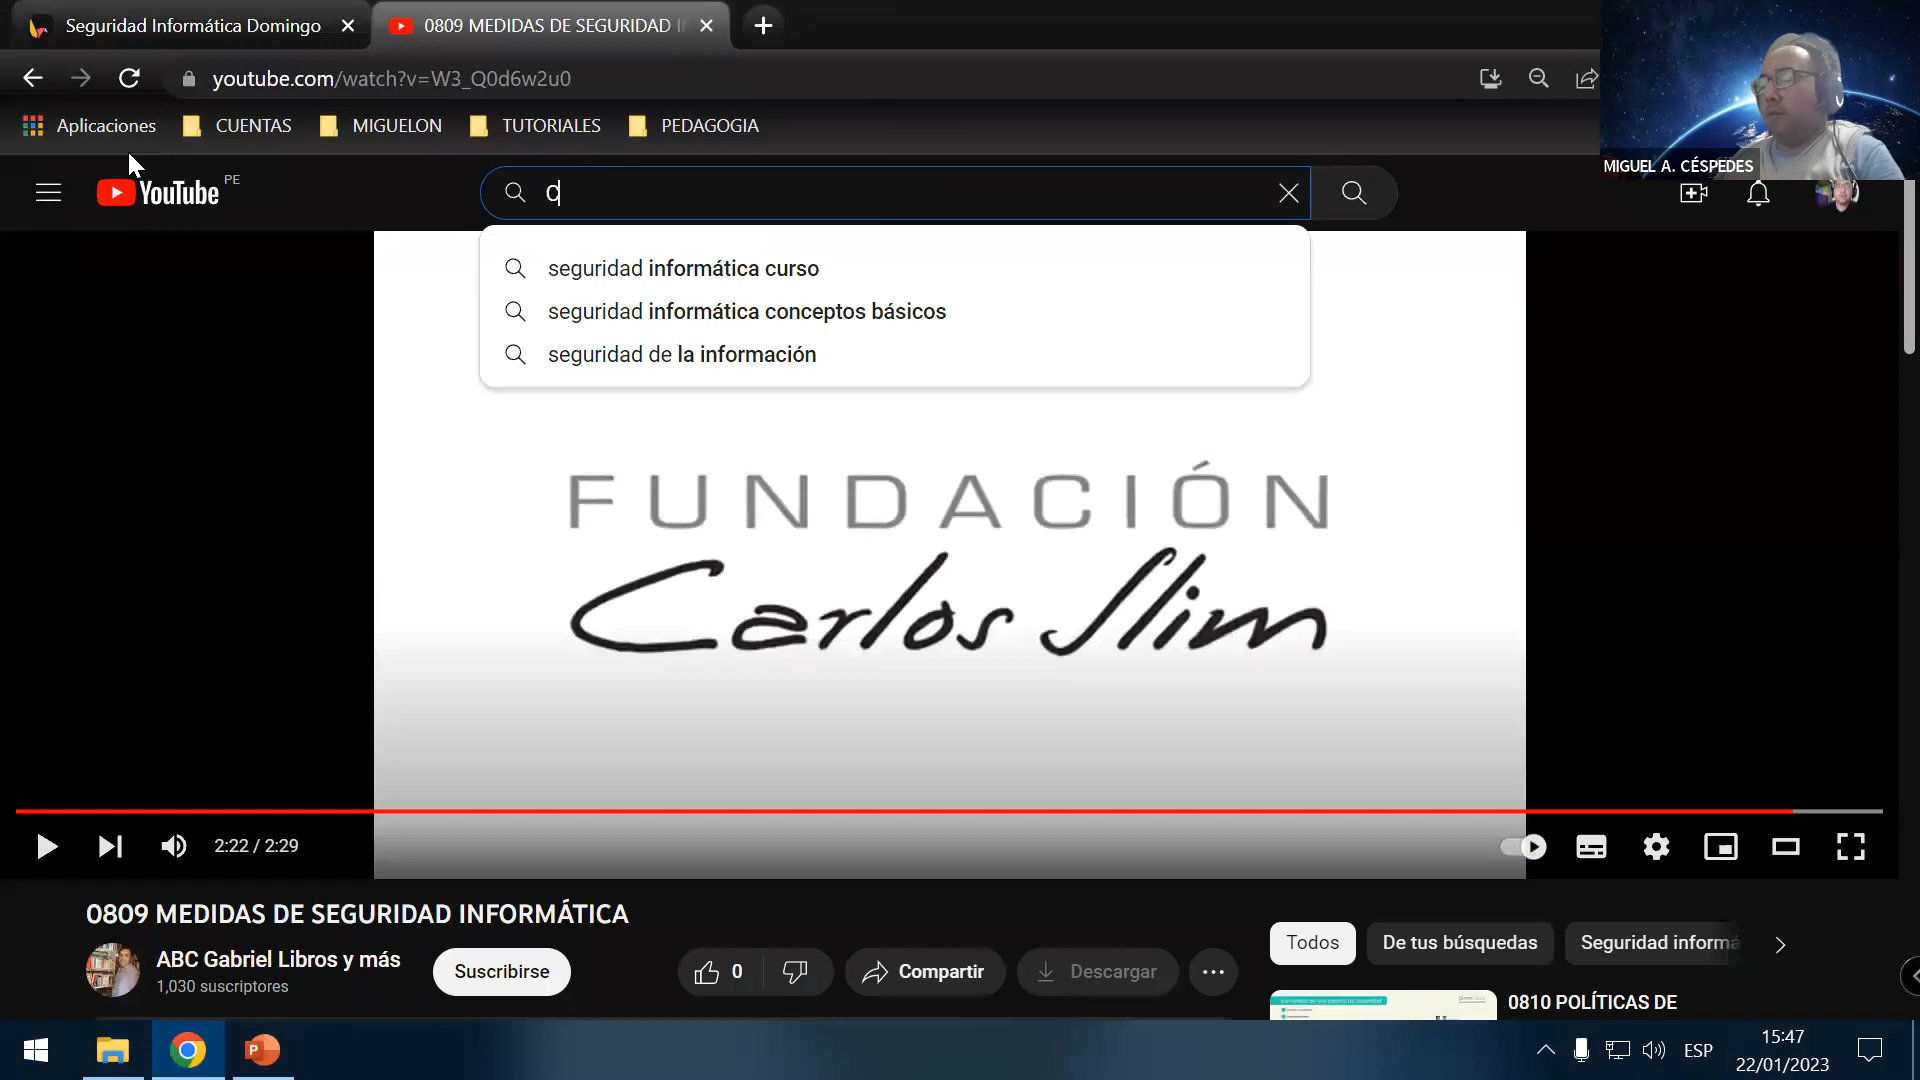 Seguridad Informática Domingo
0809 MEDIDAS DE SEGURIDAD I
youtube.com/watch?v=W3_Q0d6w2u0
Aplicaciones CUENTAS MIGUELON TUTORIALES PEDAGOGIA
MIGUEL A. CÉSPEDES
YouTube PE
seguridad informática curso
seguridad informática conceptos básicos
seguridad de la información
FUNDACIÓN
Carlos Slim
2:22 / 2:29
0809 MEDIDAS DE SEGURIDAD INFORMÁTICA
ABC Gabriel Libros y más
1,030 suscriptores
Suscribirse
0
Compartir
Descargar
Todos De tus búsquedas Seguridad informá
0810 POLÍTICAS DE
ESP
15:47
22/01/2023